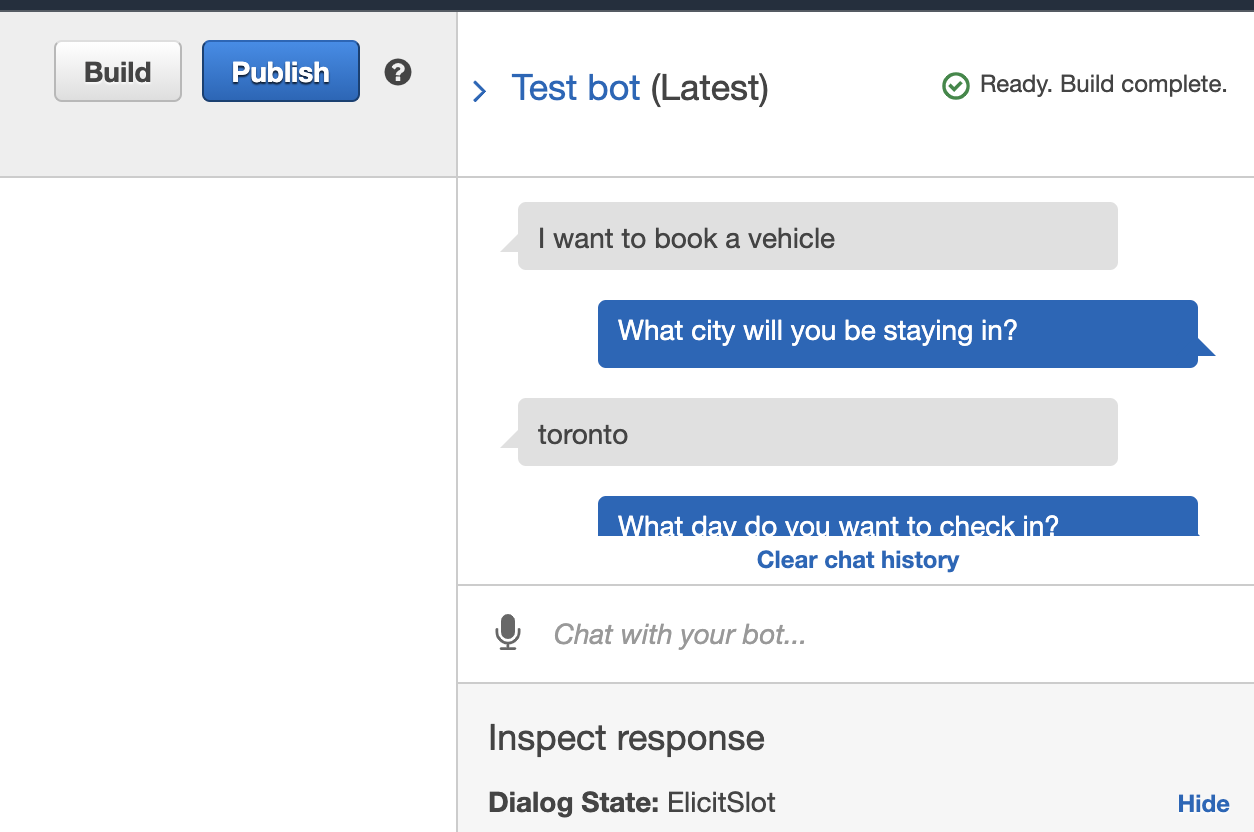 Build Publish ?
Test bot (Latest)
Ready. Build complete.
I want to book a vehicle
What city will you be staying in?
toronto
What day do you want to check in?
Clear chat history
Chat with your bot...
Inspect response
Dialog State: ElicitSlot
Hide